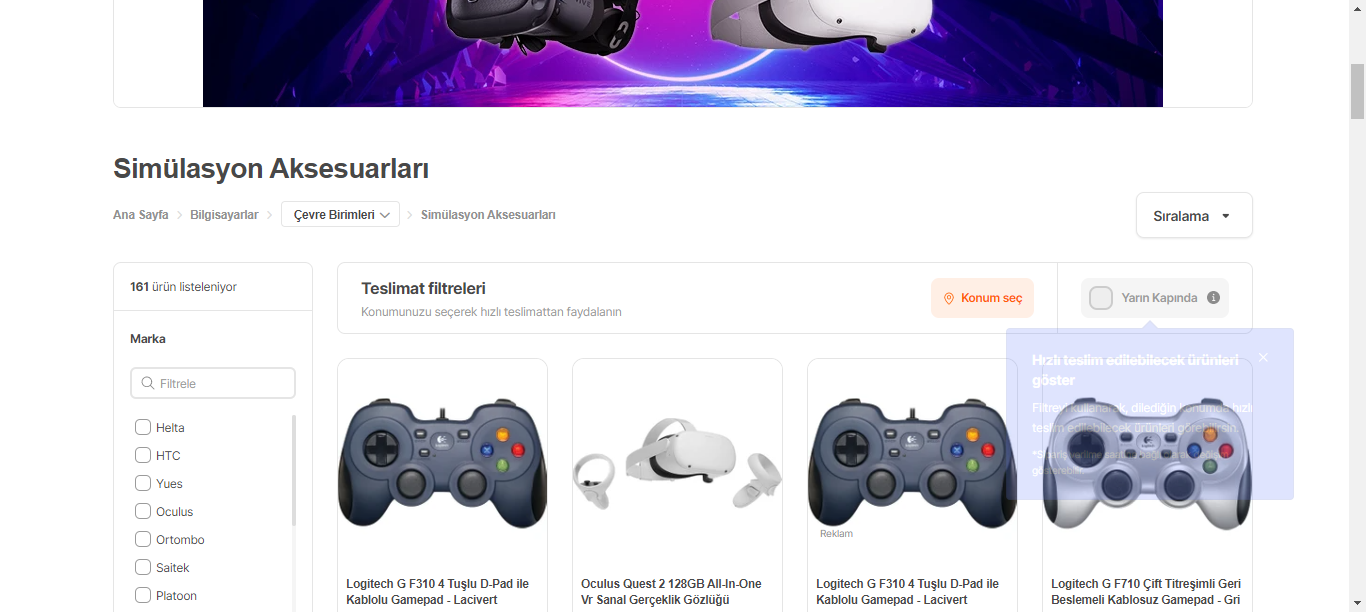 Simülasyon Aksesuarları
Ana Sayfa
Bilgisayarlar
Çevre Birimleri
Simülasyon Aksesuarları
Sıralama
161 ürün listeleniyor
Marka
Filtrele
Helta
HTC
Yues
Oculus
Ortombo
Saitek
Platoon
Teslimat filtreleri
Konumunuzu seçerek hızlı teslimattan faydalanın
Konum seç
Yarın Kapında
Hızlı teslim edilebilecek ürünleri
göster
Filtreyi kullanarak, dilediğin konumda hızlı
teslim edilebilecek ürünleri görebilirsin.
Reklam
Logitech G F310 4 Tuşlu D-Pad ile
Kablolu Gamepad - Lacivert
Oculus Quest 2 128GB All-In-One
Vr Sanal Gerçeklik Gözlüğü
Logitech G F310 4 Tuşlu D-Pad ile
Kablolu Gamepad - Lacivert
Logitech G F710 Çift Titreşimli Geri
Beslemeli Kablosuz Gamepad - Gri